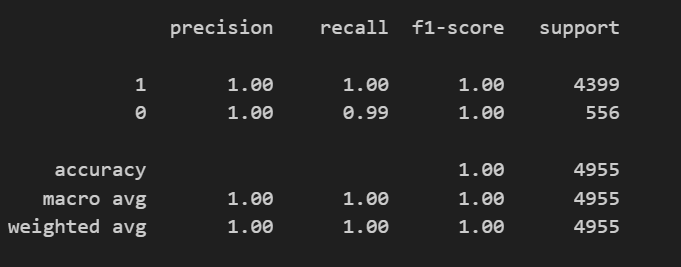 precision recall f1-score support
1 1.00 1.00 1.00 4399
0 1.00 0.99 1.00 556
accuracy 1.00 4955
macro avg 1.00 1.00 1.00 4955
weighted avg 1.00 1.00 1.00 4955